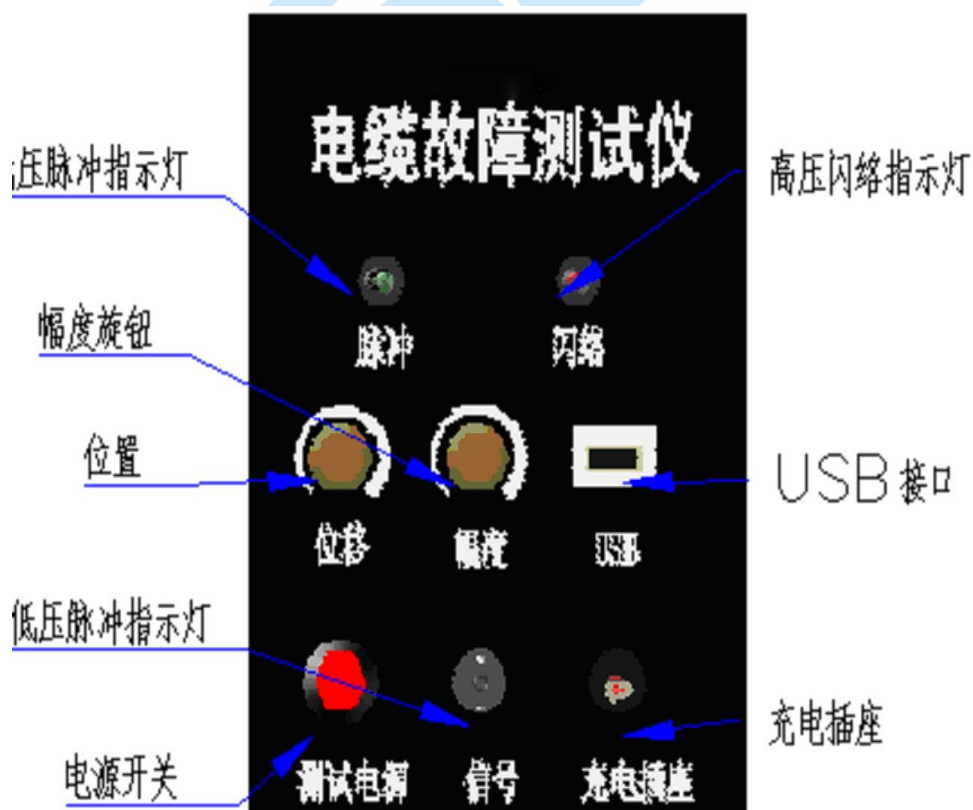 电缆故障测试仪
压脉冲指示灯
高压闪络指示灯
脉冲
闪络
幅度旋钮
位置
USB接口
位移
幅度
USB
低压脉冲指示灯
充电插座
电源开关
测试电源
信号
充电插座